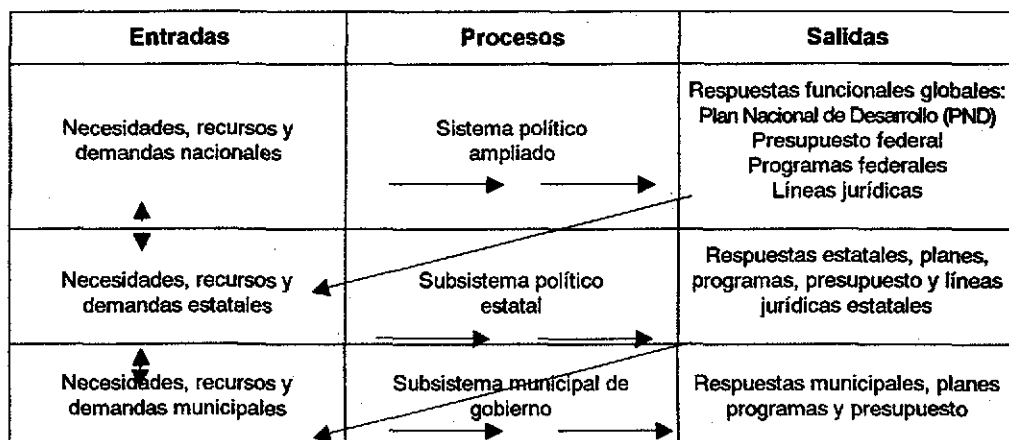 Entradas
Procesos
Salidas
Necesidades, recursos y
demandas nacionales
Sistema político
ampliado
Respuestas funcionales globales:
Plan Nacional de Desarrollo (PND)
Presupuesto federal
Programas federales
Líneas jurídicas
Necesidades, recursos y
demandas estatales
Subsistema político
estatal
Respuestas estatales, planes,
programas, presupuesto y líneas
jurídicas estatales
Necesidades, recursos y
demandas municipales
Subsistema municipal de
gobierno
Respuestas municipales, planes
programas y presupuesto